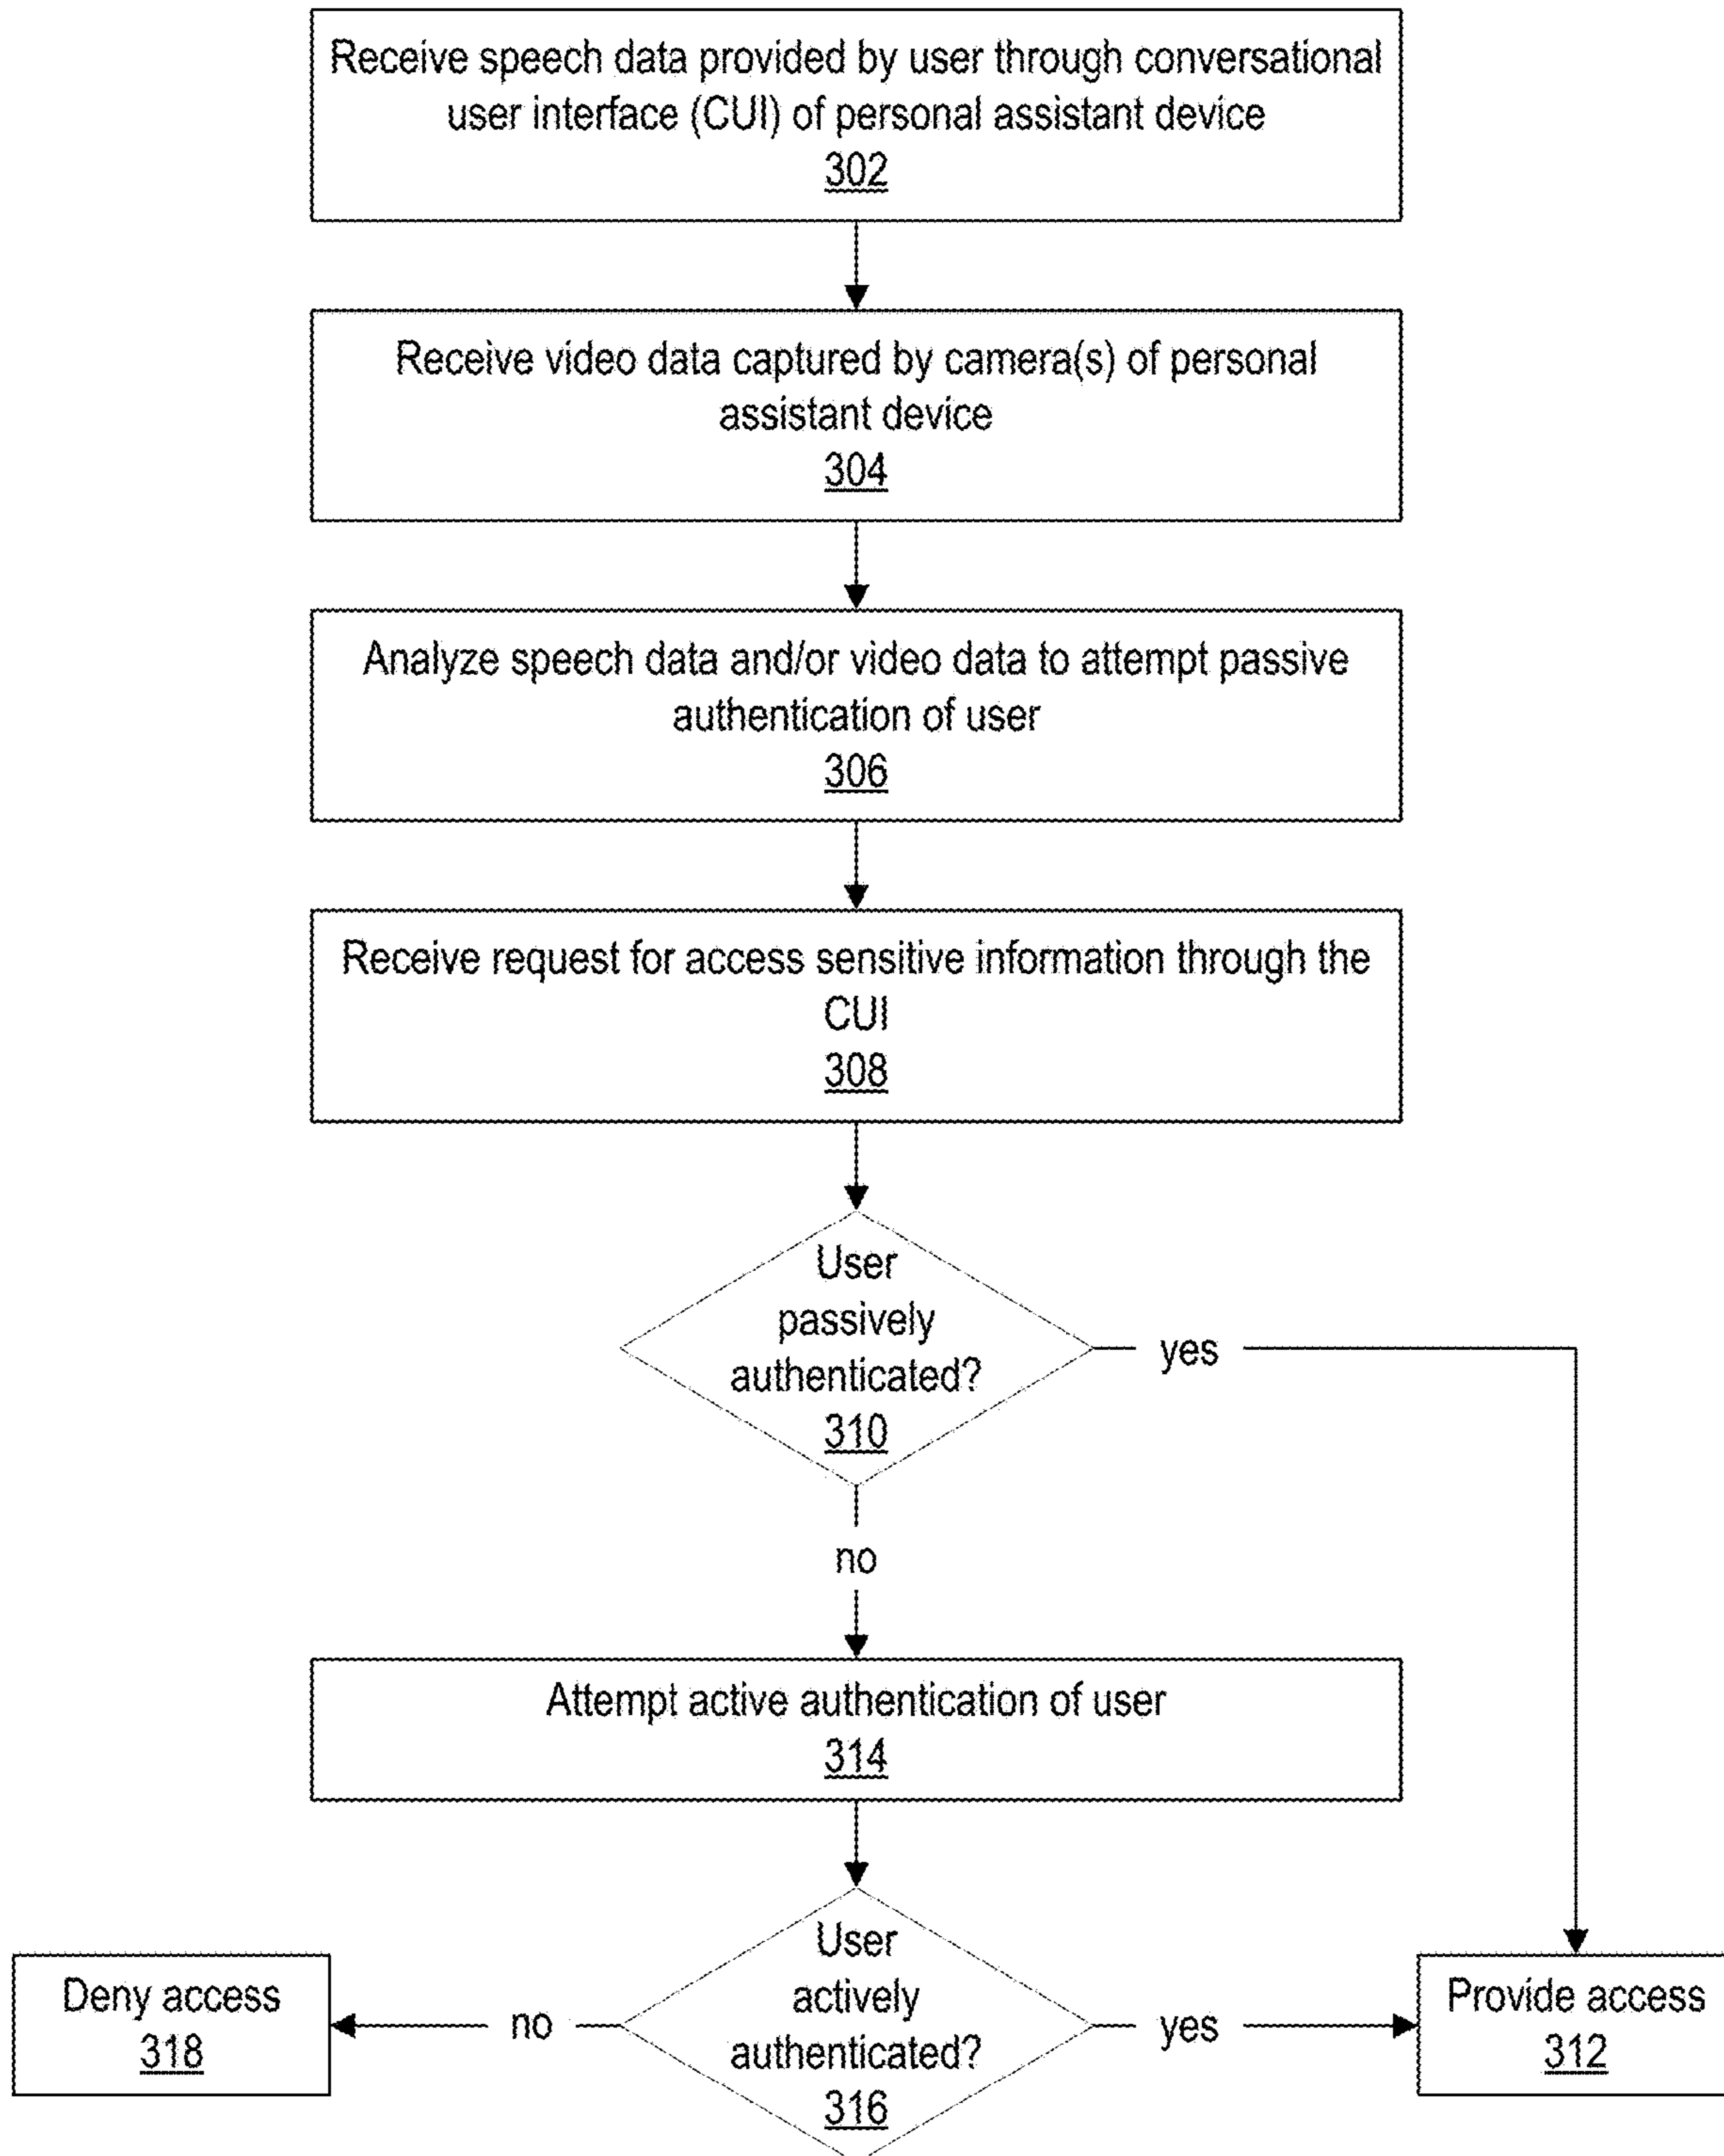 Receive speech data provided by user through conversational
user interface (CUI) of personal assistant device
302
Receive video data captured by camera(s) of personal
assistant device
304
Analyze speech data and/or video data to attempt passive
authentication of user
306
Receive request for access sensitive information through the
CUI
308
User
passively
authenticated?
310
yes
no
Attempt active authentication of user
314
User
actively
authenticated?
316
no
yes
Deny access
318
Provide access
312